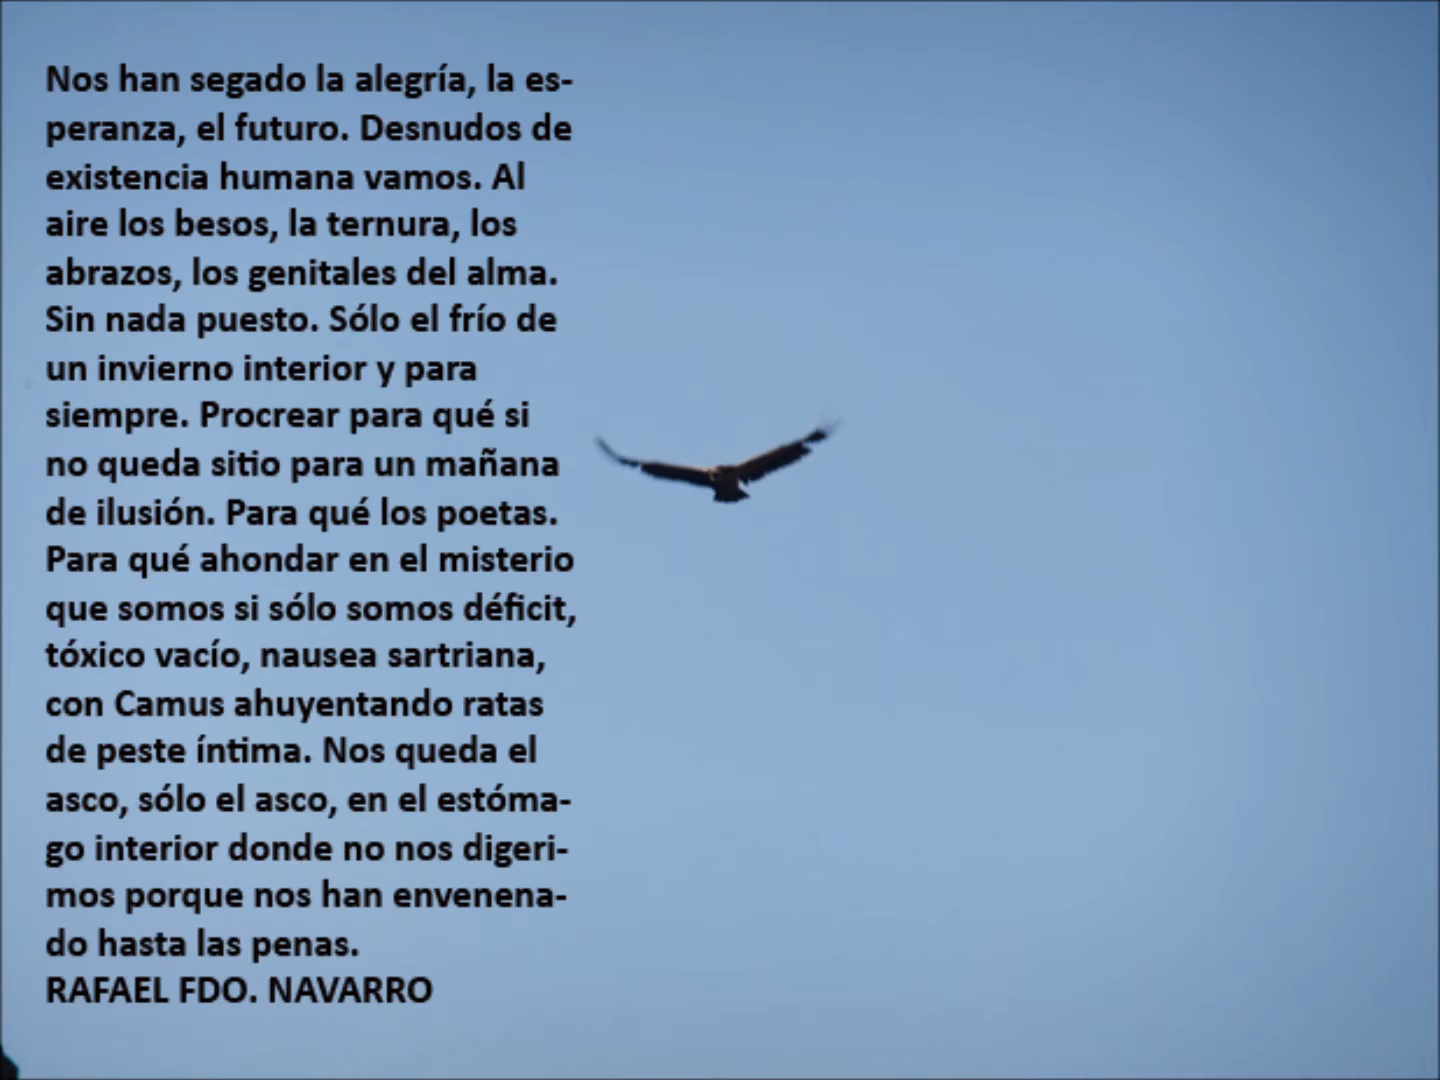 Nos han segado la alegría, la es-
peranza, el futuro. Desnudos de
existencia humana vamos. Al
aire los besos, la ternura, los
abrazos, los genitales del alma.
Sin nada puesto. Sólo el frío de
un invierno interior y para
siempre. Procrear para qué si
no queda sitio para un mañana
de ilusión. Para qué los poetas.
Para qué ahondar en el misterio
que somos si sólo somos déficit,
tóxico vacío, nausea sartriana,
con Camus ahuyentando ratas
de peste íntima. Nos queda el
asco, sólo el asco, en el estóma-
go interior donde no nos digeri-
mos porque nos han envenena-
do hasta las penas.
RAFAEL FDO. NAVARRO